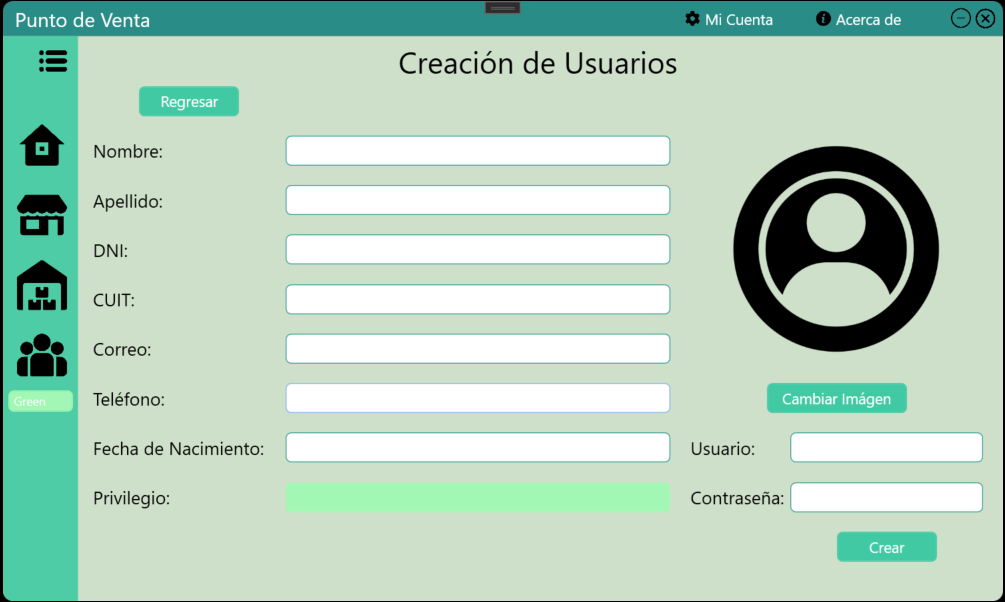 Punto de Venta
Mi Cuenta
Acerca de
Creación de Usuarios
Regresar
Nombre:
Apellido:
DNI:
CUIT:
Correo:
Green
Teléfono:
Cambiar Imágen
Fecha de Nacimiento:
Usuario:
Privilegio:
Contraseña:
Crear